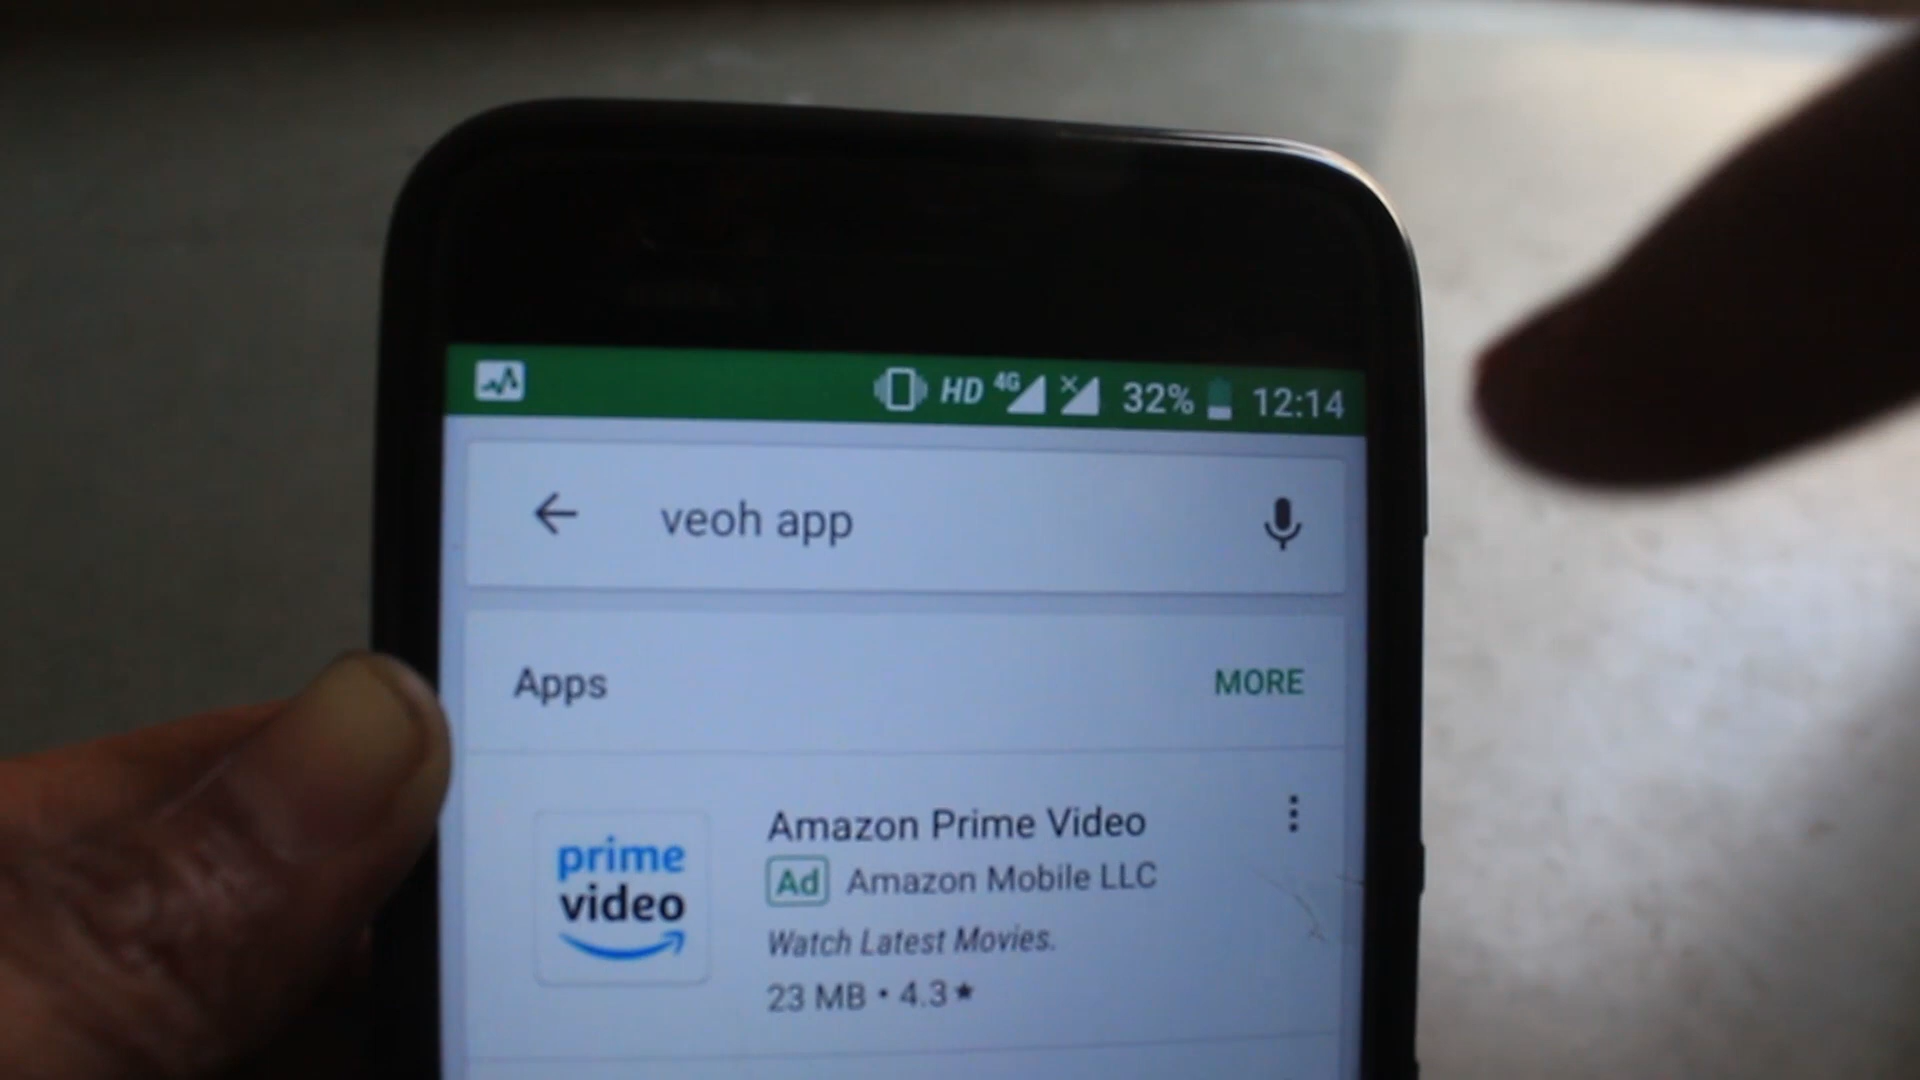 HD 4G 32% 12:14
veoh app
Apps MORE
prime
video
Amazon Prime Video
Ad Amazon Mobile LLC
Watch Latest Movies.
23 MB • 4.3★